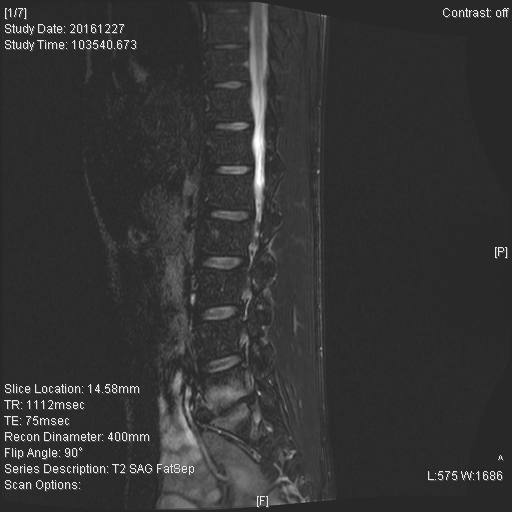 [1/7]
Study Date: 20161227
Study Time: 103540.673
Contrast: off
[P]
Slice Location: 14.58mm
TR: 1112msec
TE: 75msec
Recon Dinameter: 400mm
Flip Angle: 90°
Series Description: T2 SAG FatSep
Scan Options:
^
L:575 W:1686
[F]